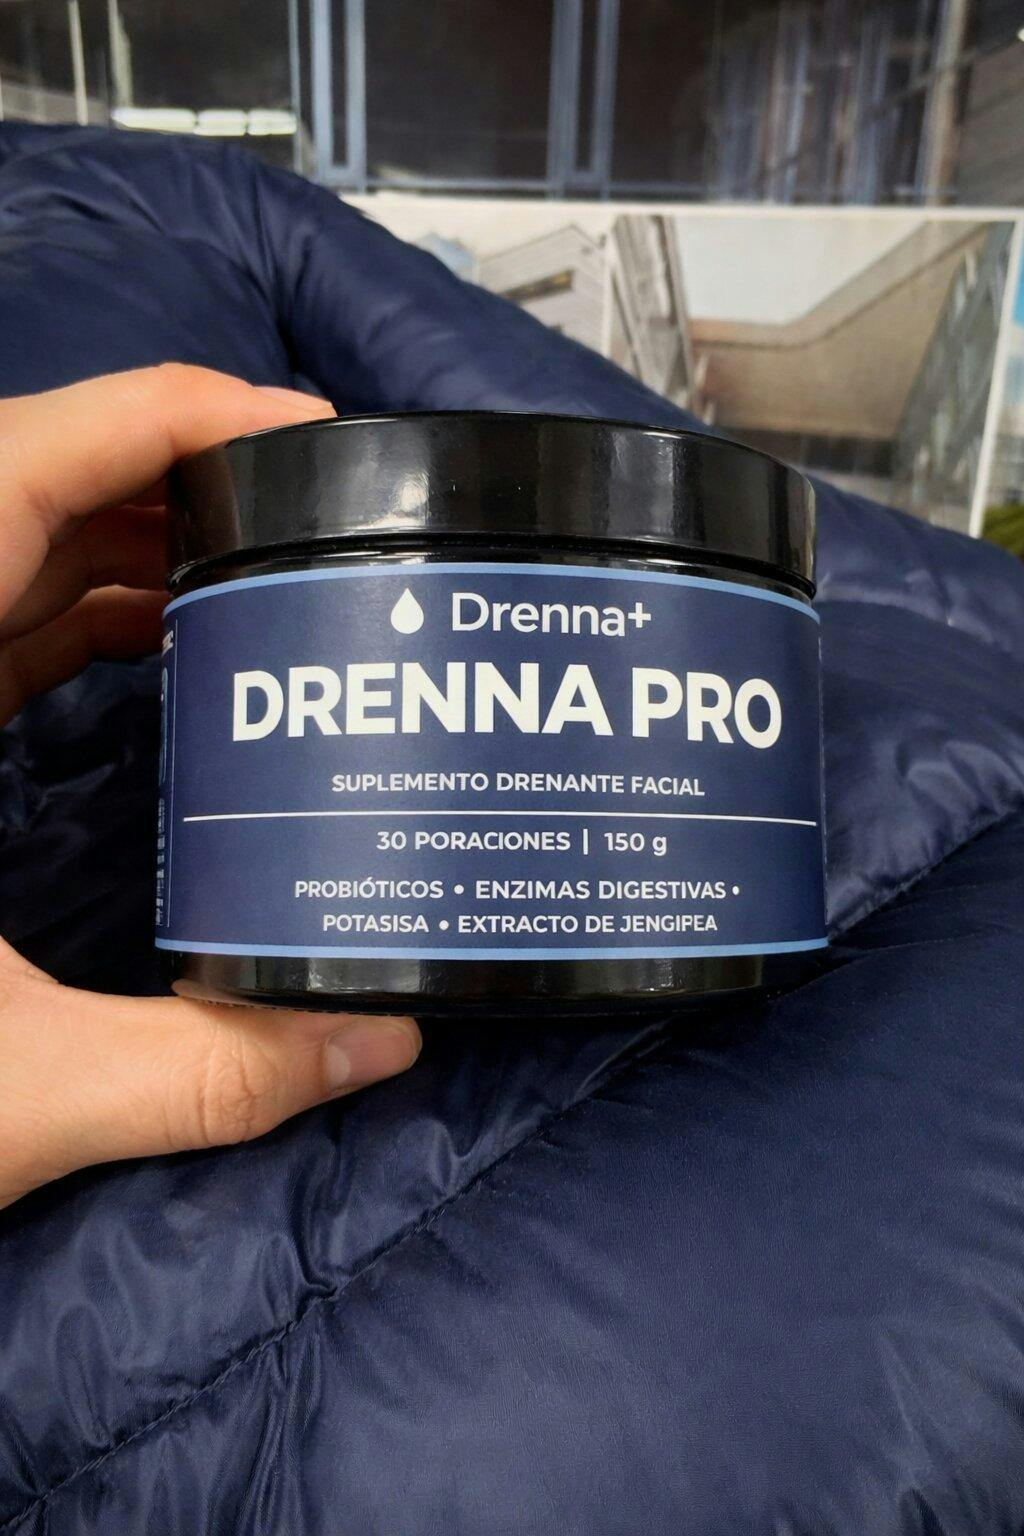 Drenna+
DRENNA PRO
SUPLEMENTO DRENANTE FACIAL
30 PORACIONES | 150 g
PROBIÓTICOS • ENZIMAS DIGESTIVAS •
POTASISA • EXTRACTO DE JENGIPEA